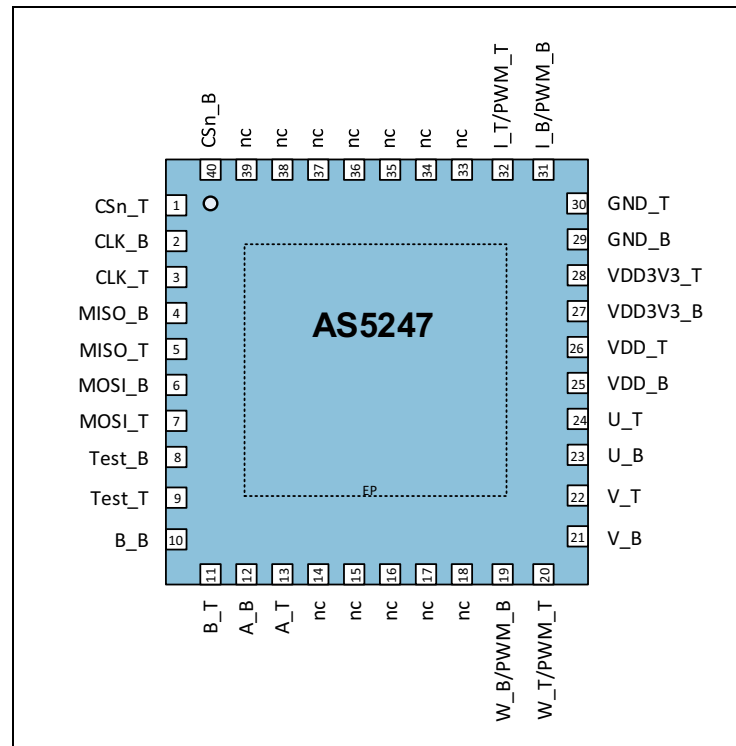 CSn_B
nc
nc
nc
nc
nc
nc
nc
I_T/PWM_T
I_B/PWM_B
40
39
38
37
36
35
34
33
32
31
CSn_T 1
CLK_B 2
CLK_T 3
MISO_B 4
MISO_T 5
MOSI_B 6
MOSI_T 7
Test_B 8
Test_T 9
B_B 10
AS5247
EP
30 GND_T
29 GND_B
28 VDD3V3_T
27 VDD3V3_B
26 VDD_T
25 VDD_B
24 U_T
23 U_B
22 V_T
21 V_B
11
12
13
14
15
16
17
18
19
20
B_T
A_B
A_T
nc
nc
nc
nc
nc
W_B/PWM_B
W_T/PWM_T